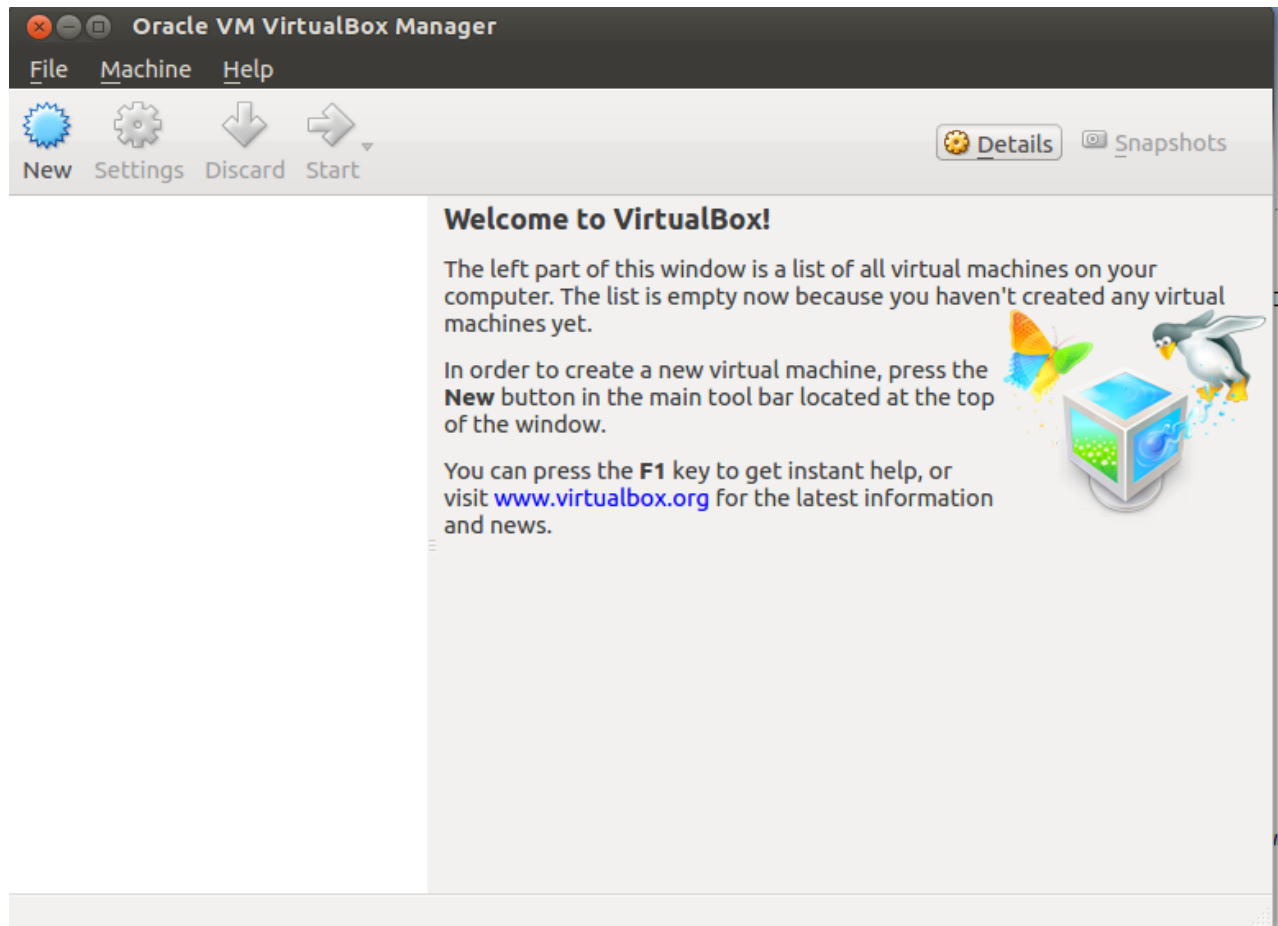 Oracle VM VirtualBox Manager
File Machine Help
New Settings Discard Start
Details Snapshots
Welcome to VirtualBox!
The left part of this window is a list of all virtual machines on your
computer. The list is empty now because you haven't created any virtual
machines yet.
In order to create a new virtual machine, press the
New button in the main tool bar located at the top
of the window.
You can press the F1 key to get instant help, or
visit www.virtualbox.org for the latest information
and news.